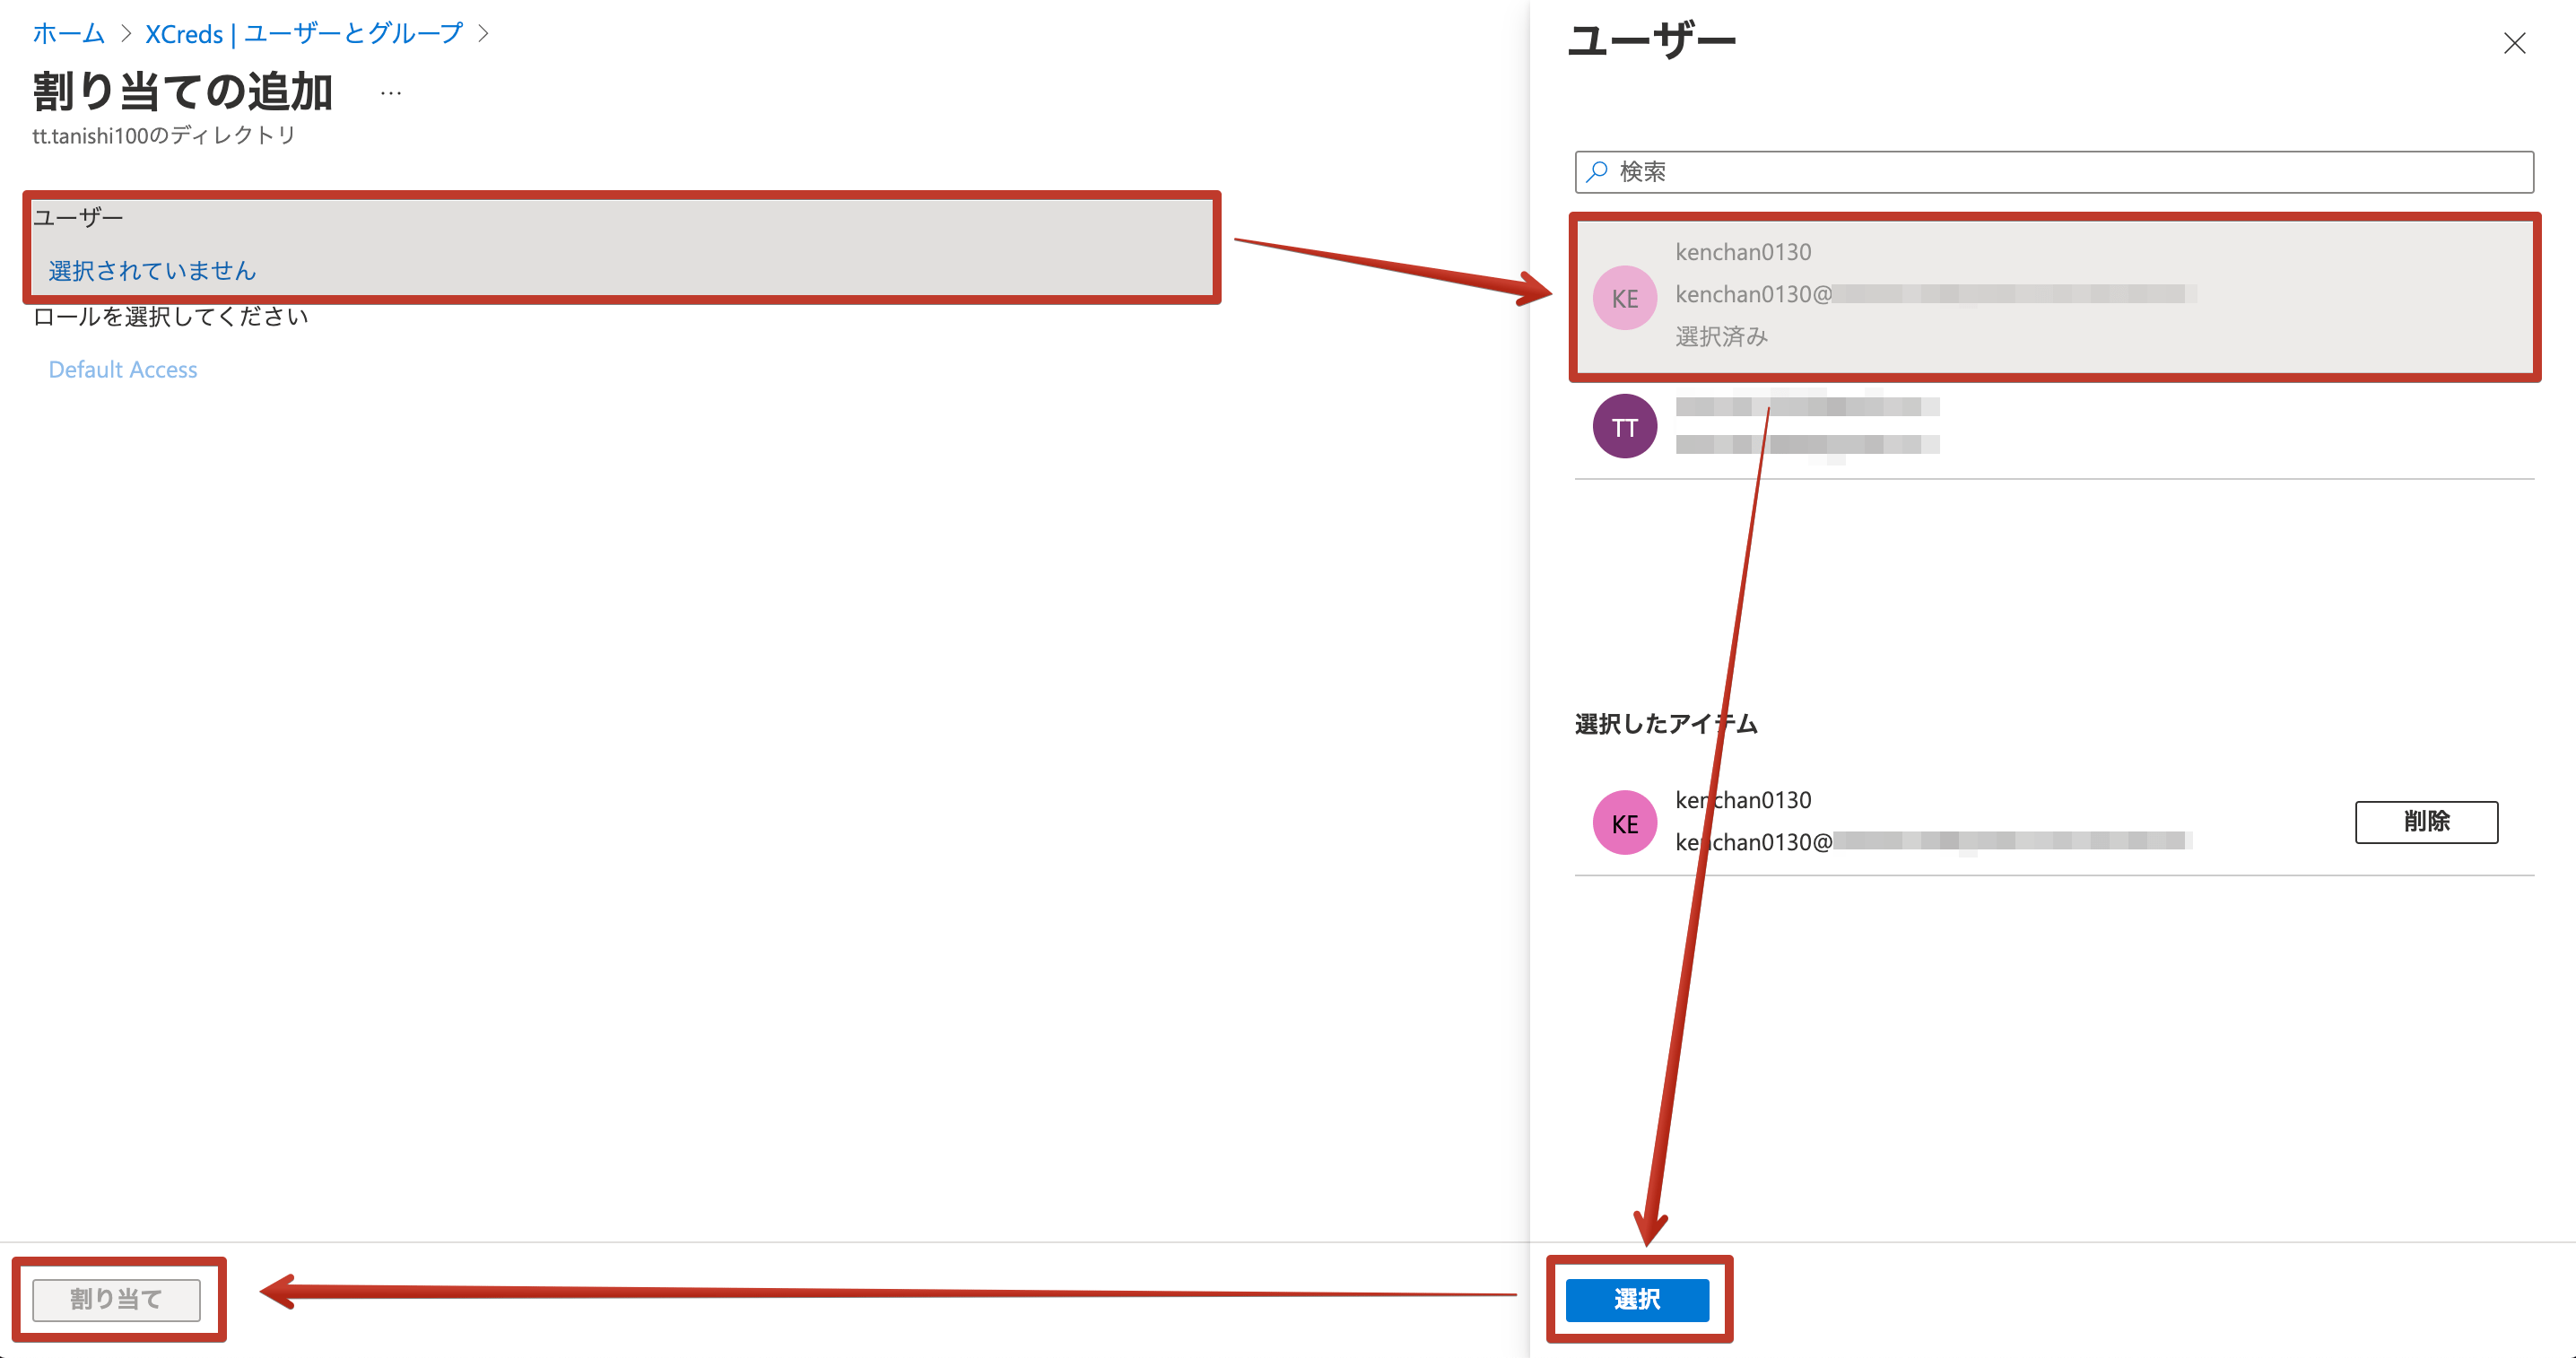 ホーム > XCreds | ユーザーとグループ >
割り当ての追加 …
tt.tanishi100のディレクトリ
ユーザー
選択されていません
ロールを選択してください
Default Access
割り当て
ユーザー
検索
KE
kenchan0130
kenchan0130@
選択済み
TT
選択したアイテム
KE
kenchan0130
kenchan0130@
削除
選択